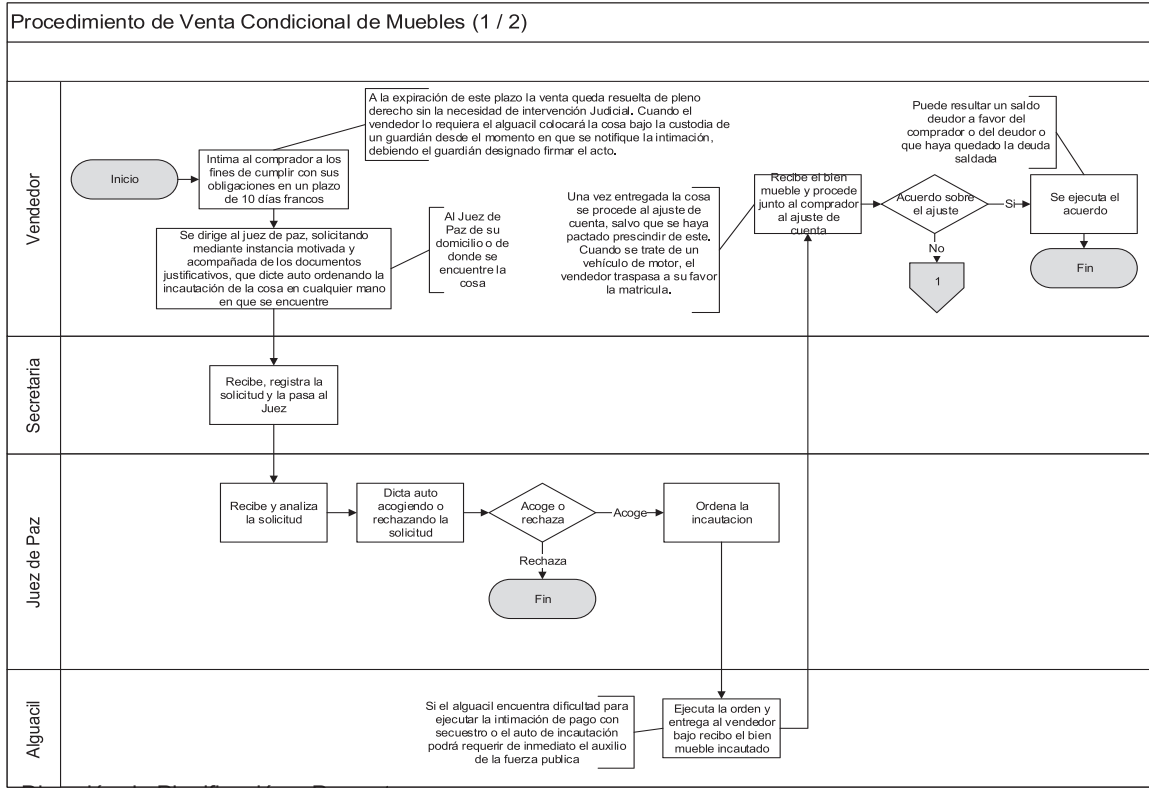 Procedimiento de Venta Condicional de Muebles (1 / 2)
Vendedor
Inicio
Intima al comprador a los
fines de cumplir con sus
obligaciones en un plazo
de 10 días francos
A la expiración de este plazo la venta queda resuelta de pleno
derecho sin la necesidad de intervención Judicial. Cuando el
vendedor lo requiera el alguacil colocará la cosa bajo la custodia de
un guardián desde el momento en que se notifique la intimación,
debiendo el guardián designado firmar el acto.
Se dirige al juez de paz, solicitando
mediante instancia motivada y
acompañada de los documentos
justificativos, que dicte auto ordenando la
incautación de la cosa en cualquier mano
en que se encuentre
Al Juez de
Paz de su
domicilio o de
donde se
encuentre la
cosa
Una vez entregada la cosa
se procede al ajuste de
cuenta, salvo que se haya
pactado prescindir de este.
Cuando se trate de un
vehículo de motor, el
vendedor traspasa a su favor
la matricula.
Recibe el bien
mueble y procede
junto al comprador
al ajuste de
cuenta
Acuerdo sobre
el ajuste
Si
No
1
Puede resultar un saldo
deudor a favor del
comprador o del deudor o
que haya quedado la deuda
saldada
Se ejecuta el
acuerdo
Fin
Secretaria
Recibe, registra la
solicitud y la pasa al
Juez
Juez de Paz
Recibe y analiza
la solicitud
Dicta auto
acogiendo o
rechazando la
solicitud
Acoge o
rechaza
Acoge
Rechaza
Fin
Ordena la
incautacion
Alguacil
Si el alguacil encuentra dificultad para
ejecutar la intimación de pago con
secuestro o el auto de incautación
podrá requerir de inmediato el auxilio
de la fuerza publica
Ejecuta la orden y
entrega al vendedor
bajo recibo el bien
mueble incautado